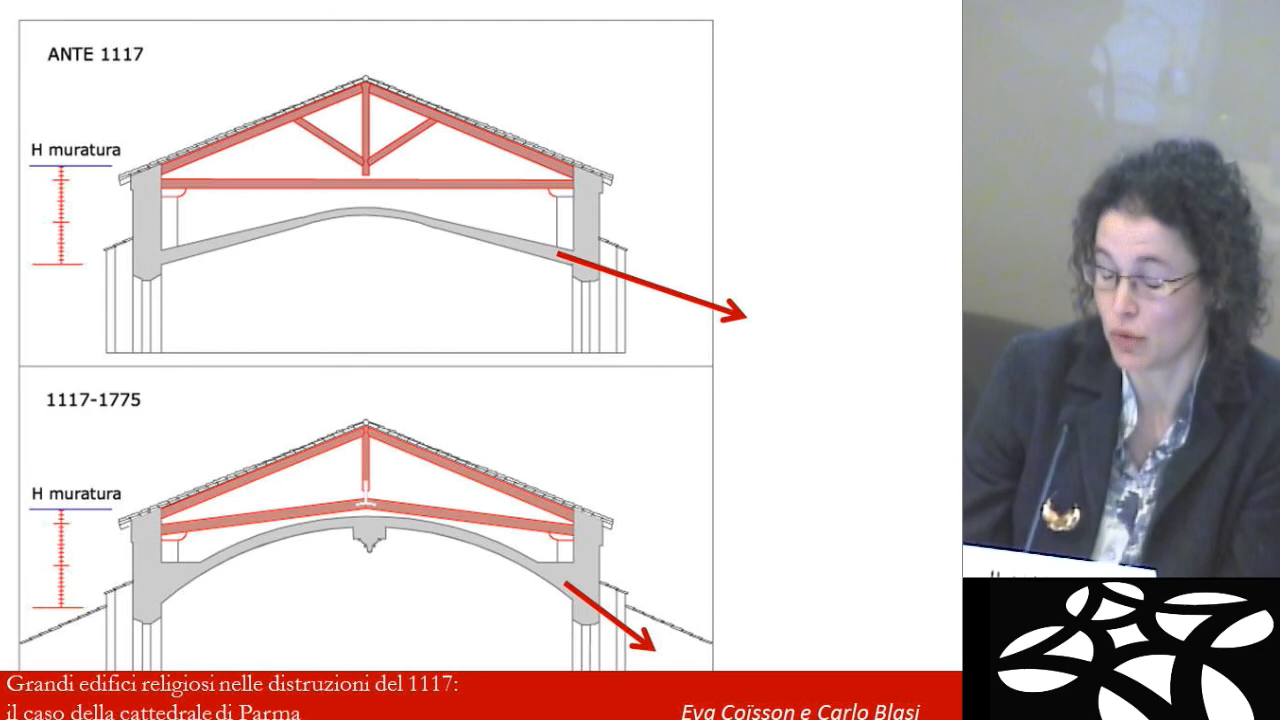 ANTE 1117
H muratura
1117-1775
H muratura
Grandi edifici religiosi nelle distruzioni del 1117:
il caso della cattedrale di Parma
Eva Coïsson e Carlo Blasi